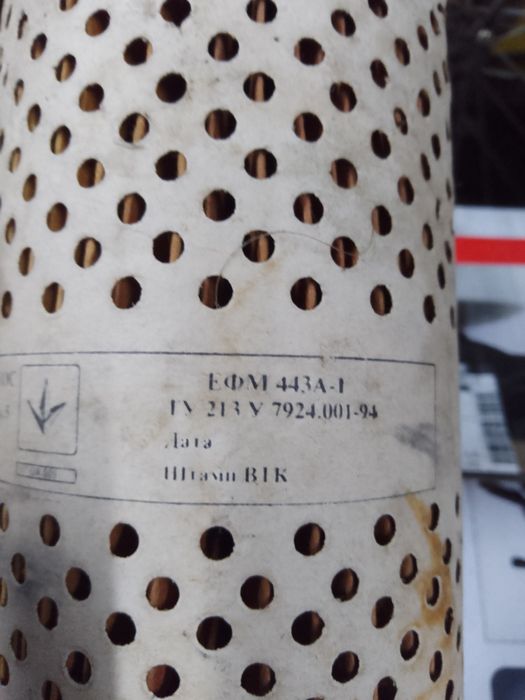 ЕФМ 443А-1
ТУ 213 У 7924.001-94
Дата
Штамп ВТК